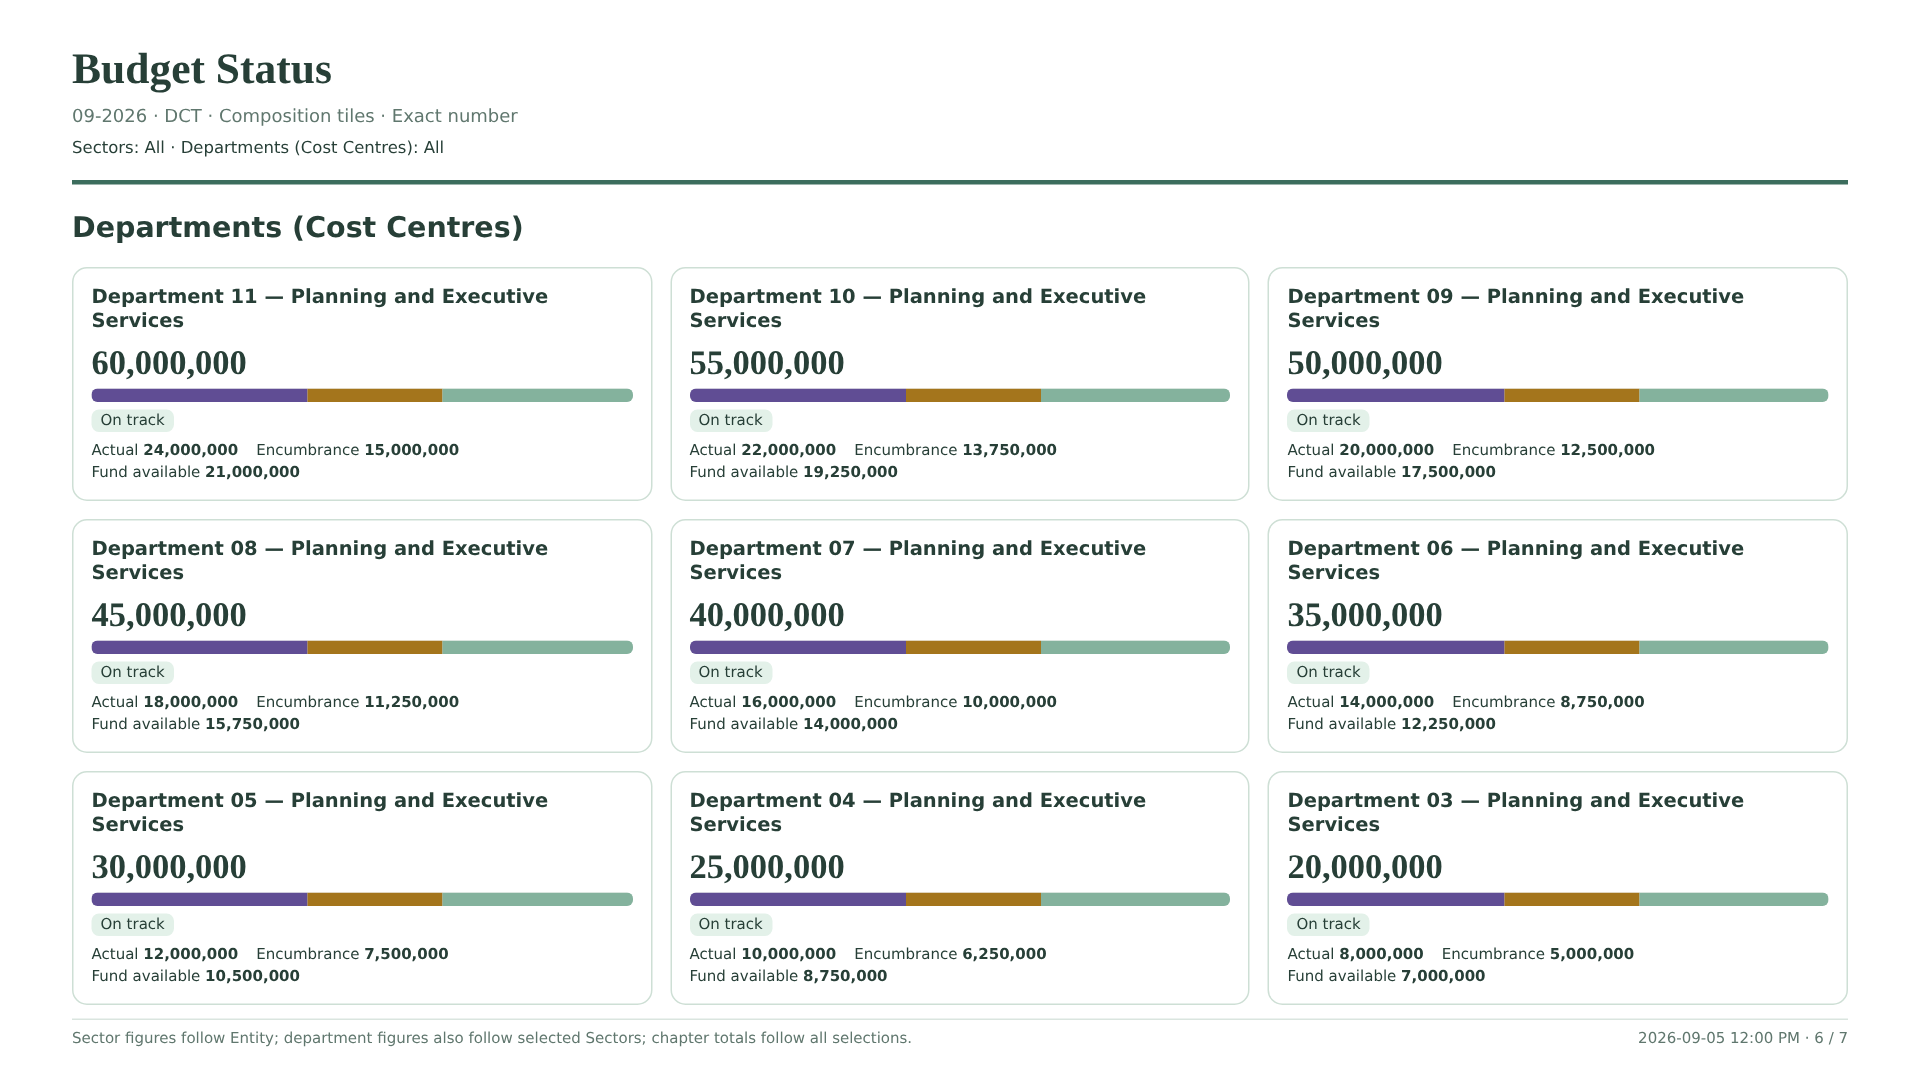 Budget Status
09-2026 · DCT · Composition tiles · Exact number
Sectors: All · Departments (Cost Centres): All
Departments (Cost Centres)
Department 11 — Planning and Executive
Services
60,000,000
On track
Actual 24,000,000 Encumbrance 15,000,000
Fund available 21,000,000
Department 10 — Planning and Executive
Services
55,000,000
On track
Actual 22,000,000 Encumbrance 13,750,000
Fund available 19,250,000
Department 09 — Planning and Executive
Services
50,000,000
On track
Actual 20,000,000 Encumbrance 12,500,000
Fund available 17,500,000
Department 08 — Planning and Executive
Services
45,000,000
On track
Actual 18,000,000 Encumbrance 11,250,000
Fund available 15,750,000
Department 07 — Planning and Executive
Services
40,000,000
On track
Actual 16,000,000 Encumbrance 10,000,000
Fund available 14,000,000
Department 06 — Planning and Executive
Services
35,000,000
On track
Actual 14,000,000 Encumbrance 8,750,000
Fund available 12,250,000
Department 05 — Planning and Executive
Services
30,000,000
On track
Actual 12,000,000 Encumbrance 7,500,000
Fund available 10,500,000
Department 04 — Planning and Executive
Services
25,000,000
On track
Actual 10,000,000 Encumbrance 6,250,000
Fund available 8,750,000
Department 03 — Planning and Executive
Services
20,000,000
On track
Actual 8,000,000 Encumbrance 5,000,000
Fund available 7,000,000
Sector figures follow Entity; department figures also follow selected Sectors; chapter totals follow all selections.
2026-09-05 12:00 PM · 6 / 7